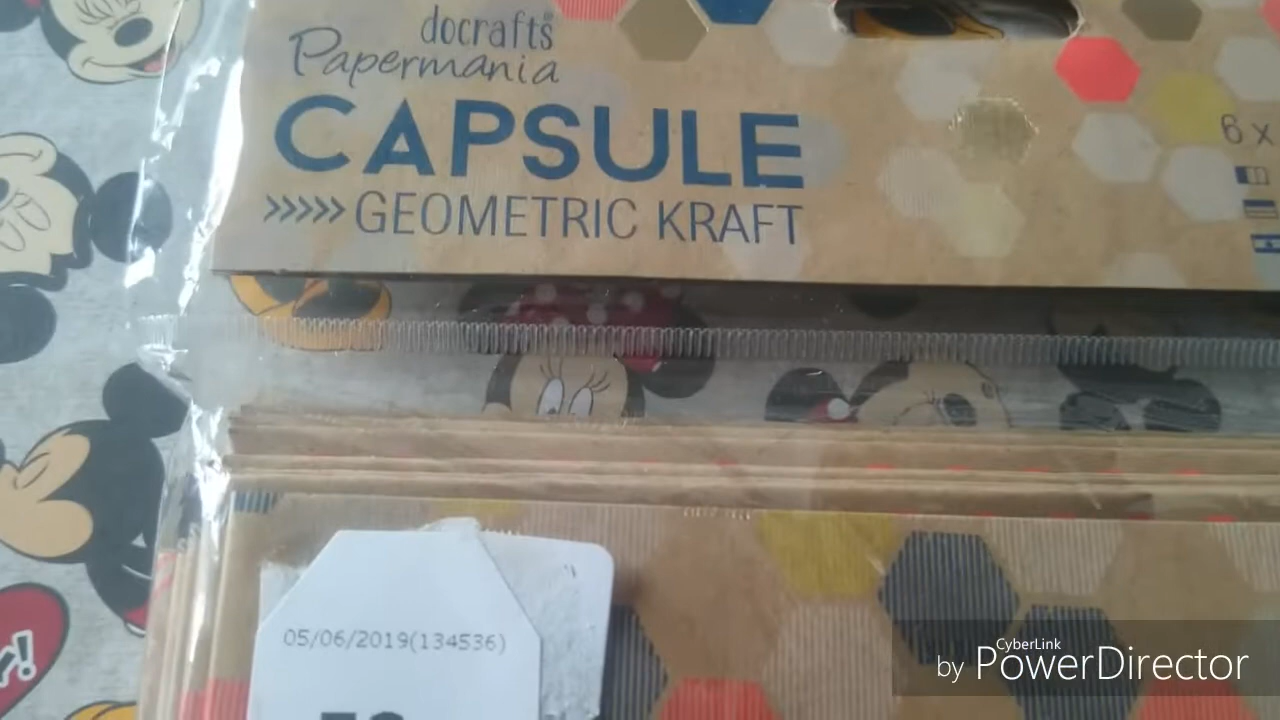 docrafts®
Papermania
CAPSULE
>>>>> GEOMETRIC KRAFT
6 x
05/06/2019(134536)
CyberLink
by PowerDirector